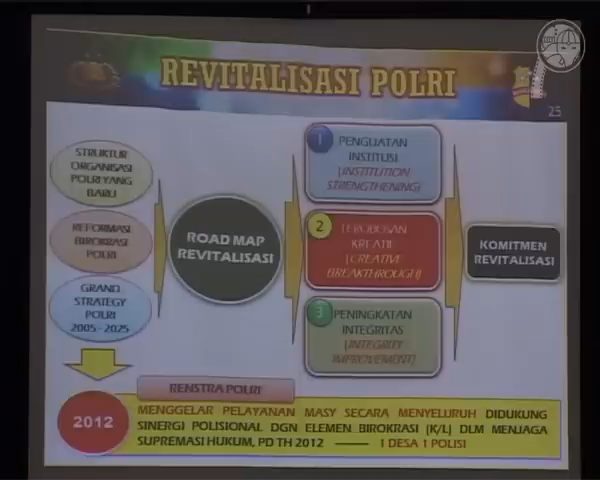 REVITALISASI POLRI
25
STRUKTUR
ORGANISASI
POLRI YANG
BARU
REFORMASI
BIROKRASI
POLRI
GRAND
STRATEGY
POLRI
2005 - 2025
ROAD MAP
REVITALISASI
1
PENGUATAN
INSTITUSI
(INSTITUTION
STRENGTHENING)
2
TEROBOSAN
KREATIF
(CREATIVE
BREAKTHROUGH)
3
PENINGKATAN
INTEGRITAS
(INTEGRITY
IMPROVEMENT)
KOMITMEN
REVITALISASI
RENSTRA POLRI
2012
MENGGELAR PELAYANAN MASY SECARA MENYELURUH DIDUKUNG
SINERGI POLISIONAL DGN ELEMEN BIROKRASI (K/L) DLM MENJAGA
SUPREMASI HUKUM, PD TH 2012 —— 1 DESA 1 POLISI